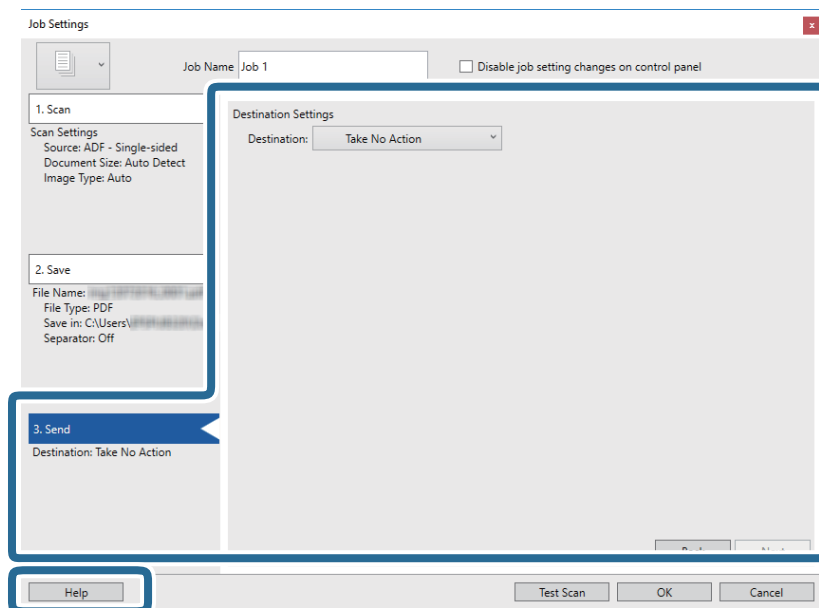 Job Settings
x
Job Name Job 1
Disable job setting changes on control panel
1. Scan
Scan Settings
Source: ADF - Single-sided
Document Size: Auto Detect
Image Type: Auto
2. Save
File Name:
File Type: PDF
Save in: C:\Users\
Separator: Off
3. Send
Destination: Take No Action
Destination Settings
Destination: Take No Action
Help
Test Scan
OK
Cancel